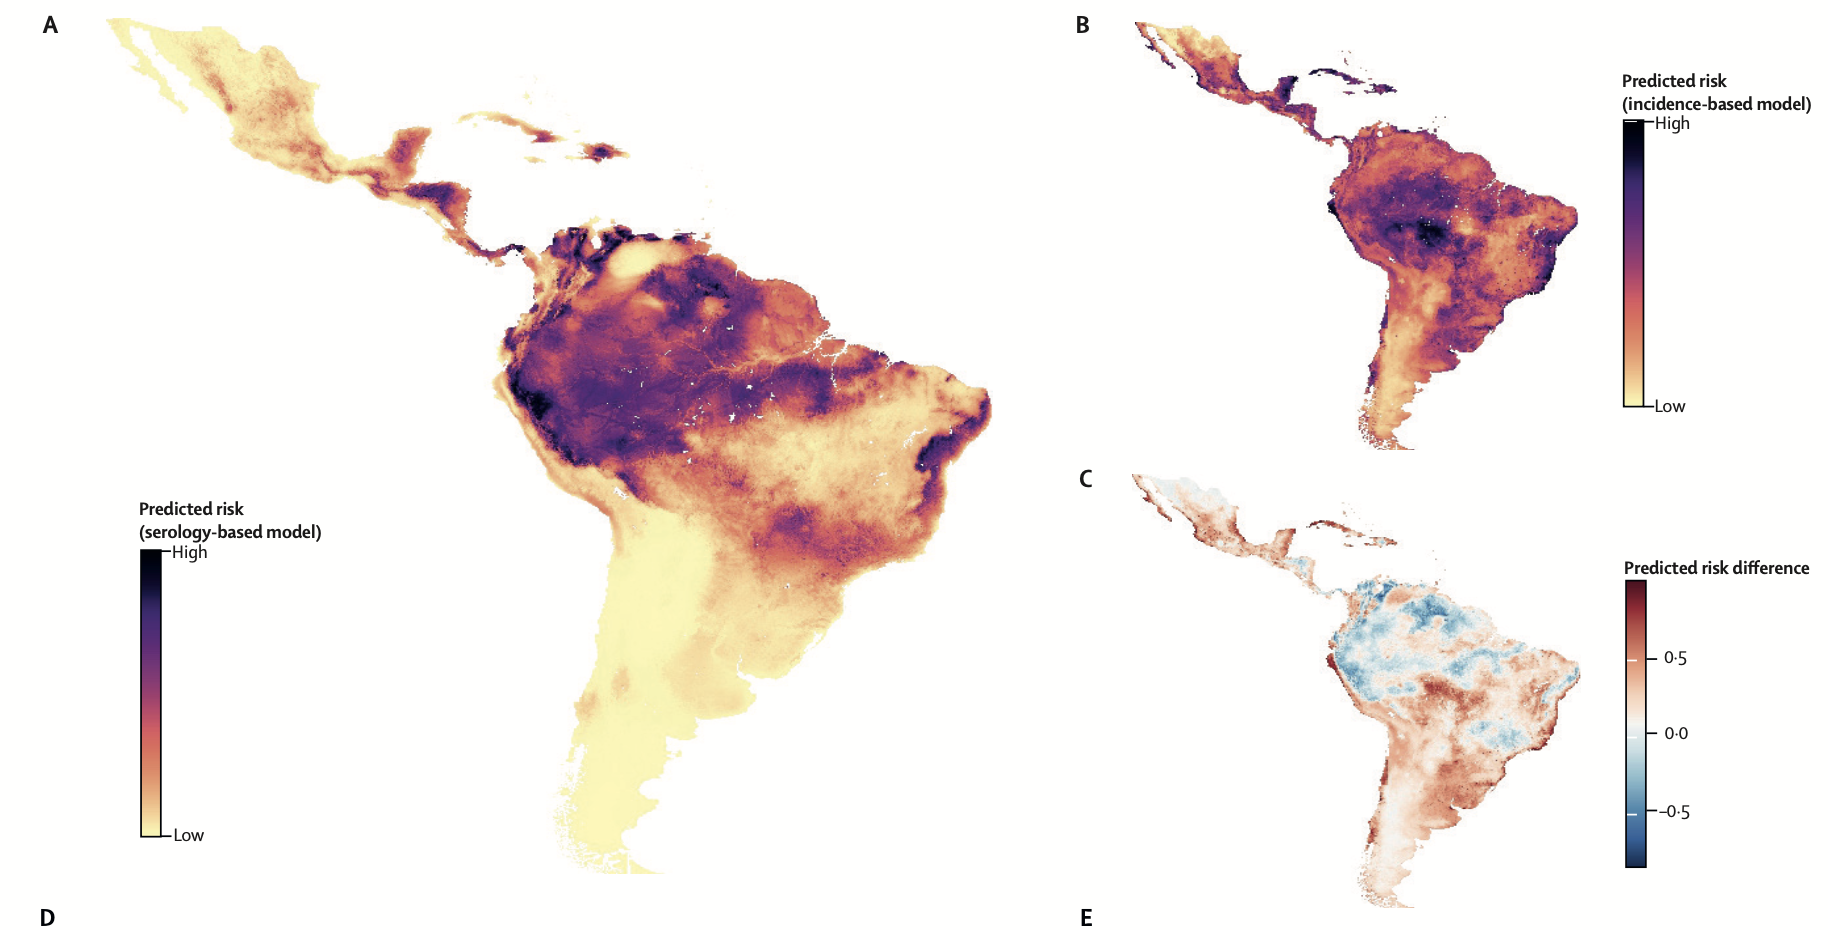 A
Predicted risk
(serology-based model)
High
Low
B
Predicted risk
(incidence-based model)
High
Low
C
Predicted risk difference
0·5
0·0
–0·5
D
E